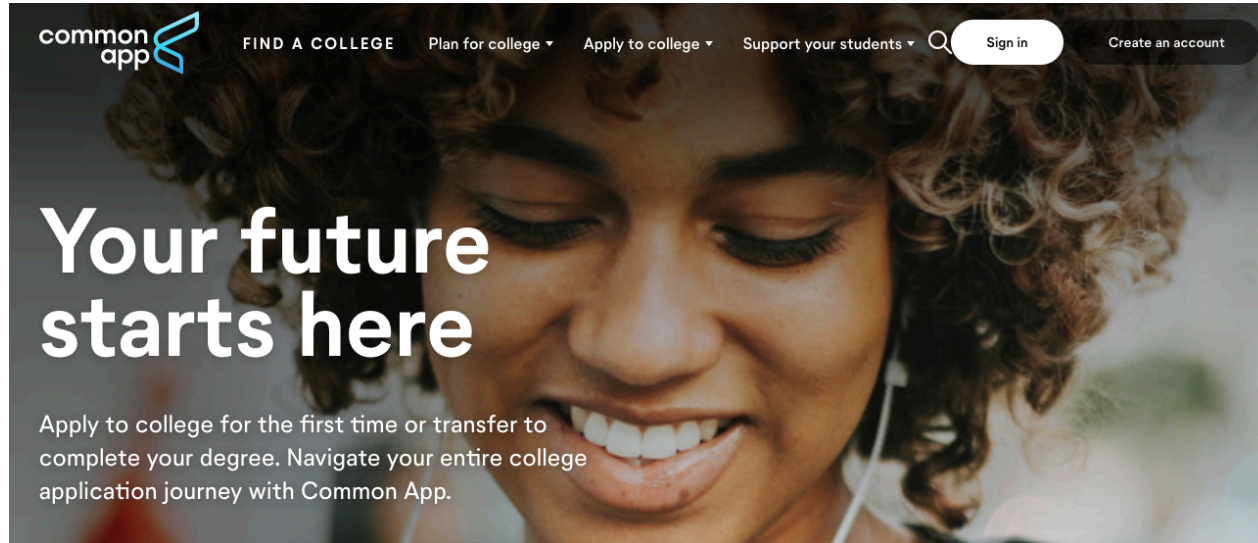 common
app
FIND A COLLEGE
Plan for college
Apply to college
Support your students
Sign in
Create an account
Your future
starts here
Apply to college for the first time or transfer to
complete your degree. Navigate your entire college
application journey with Common App.